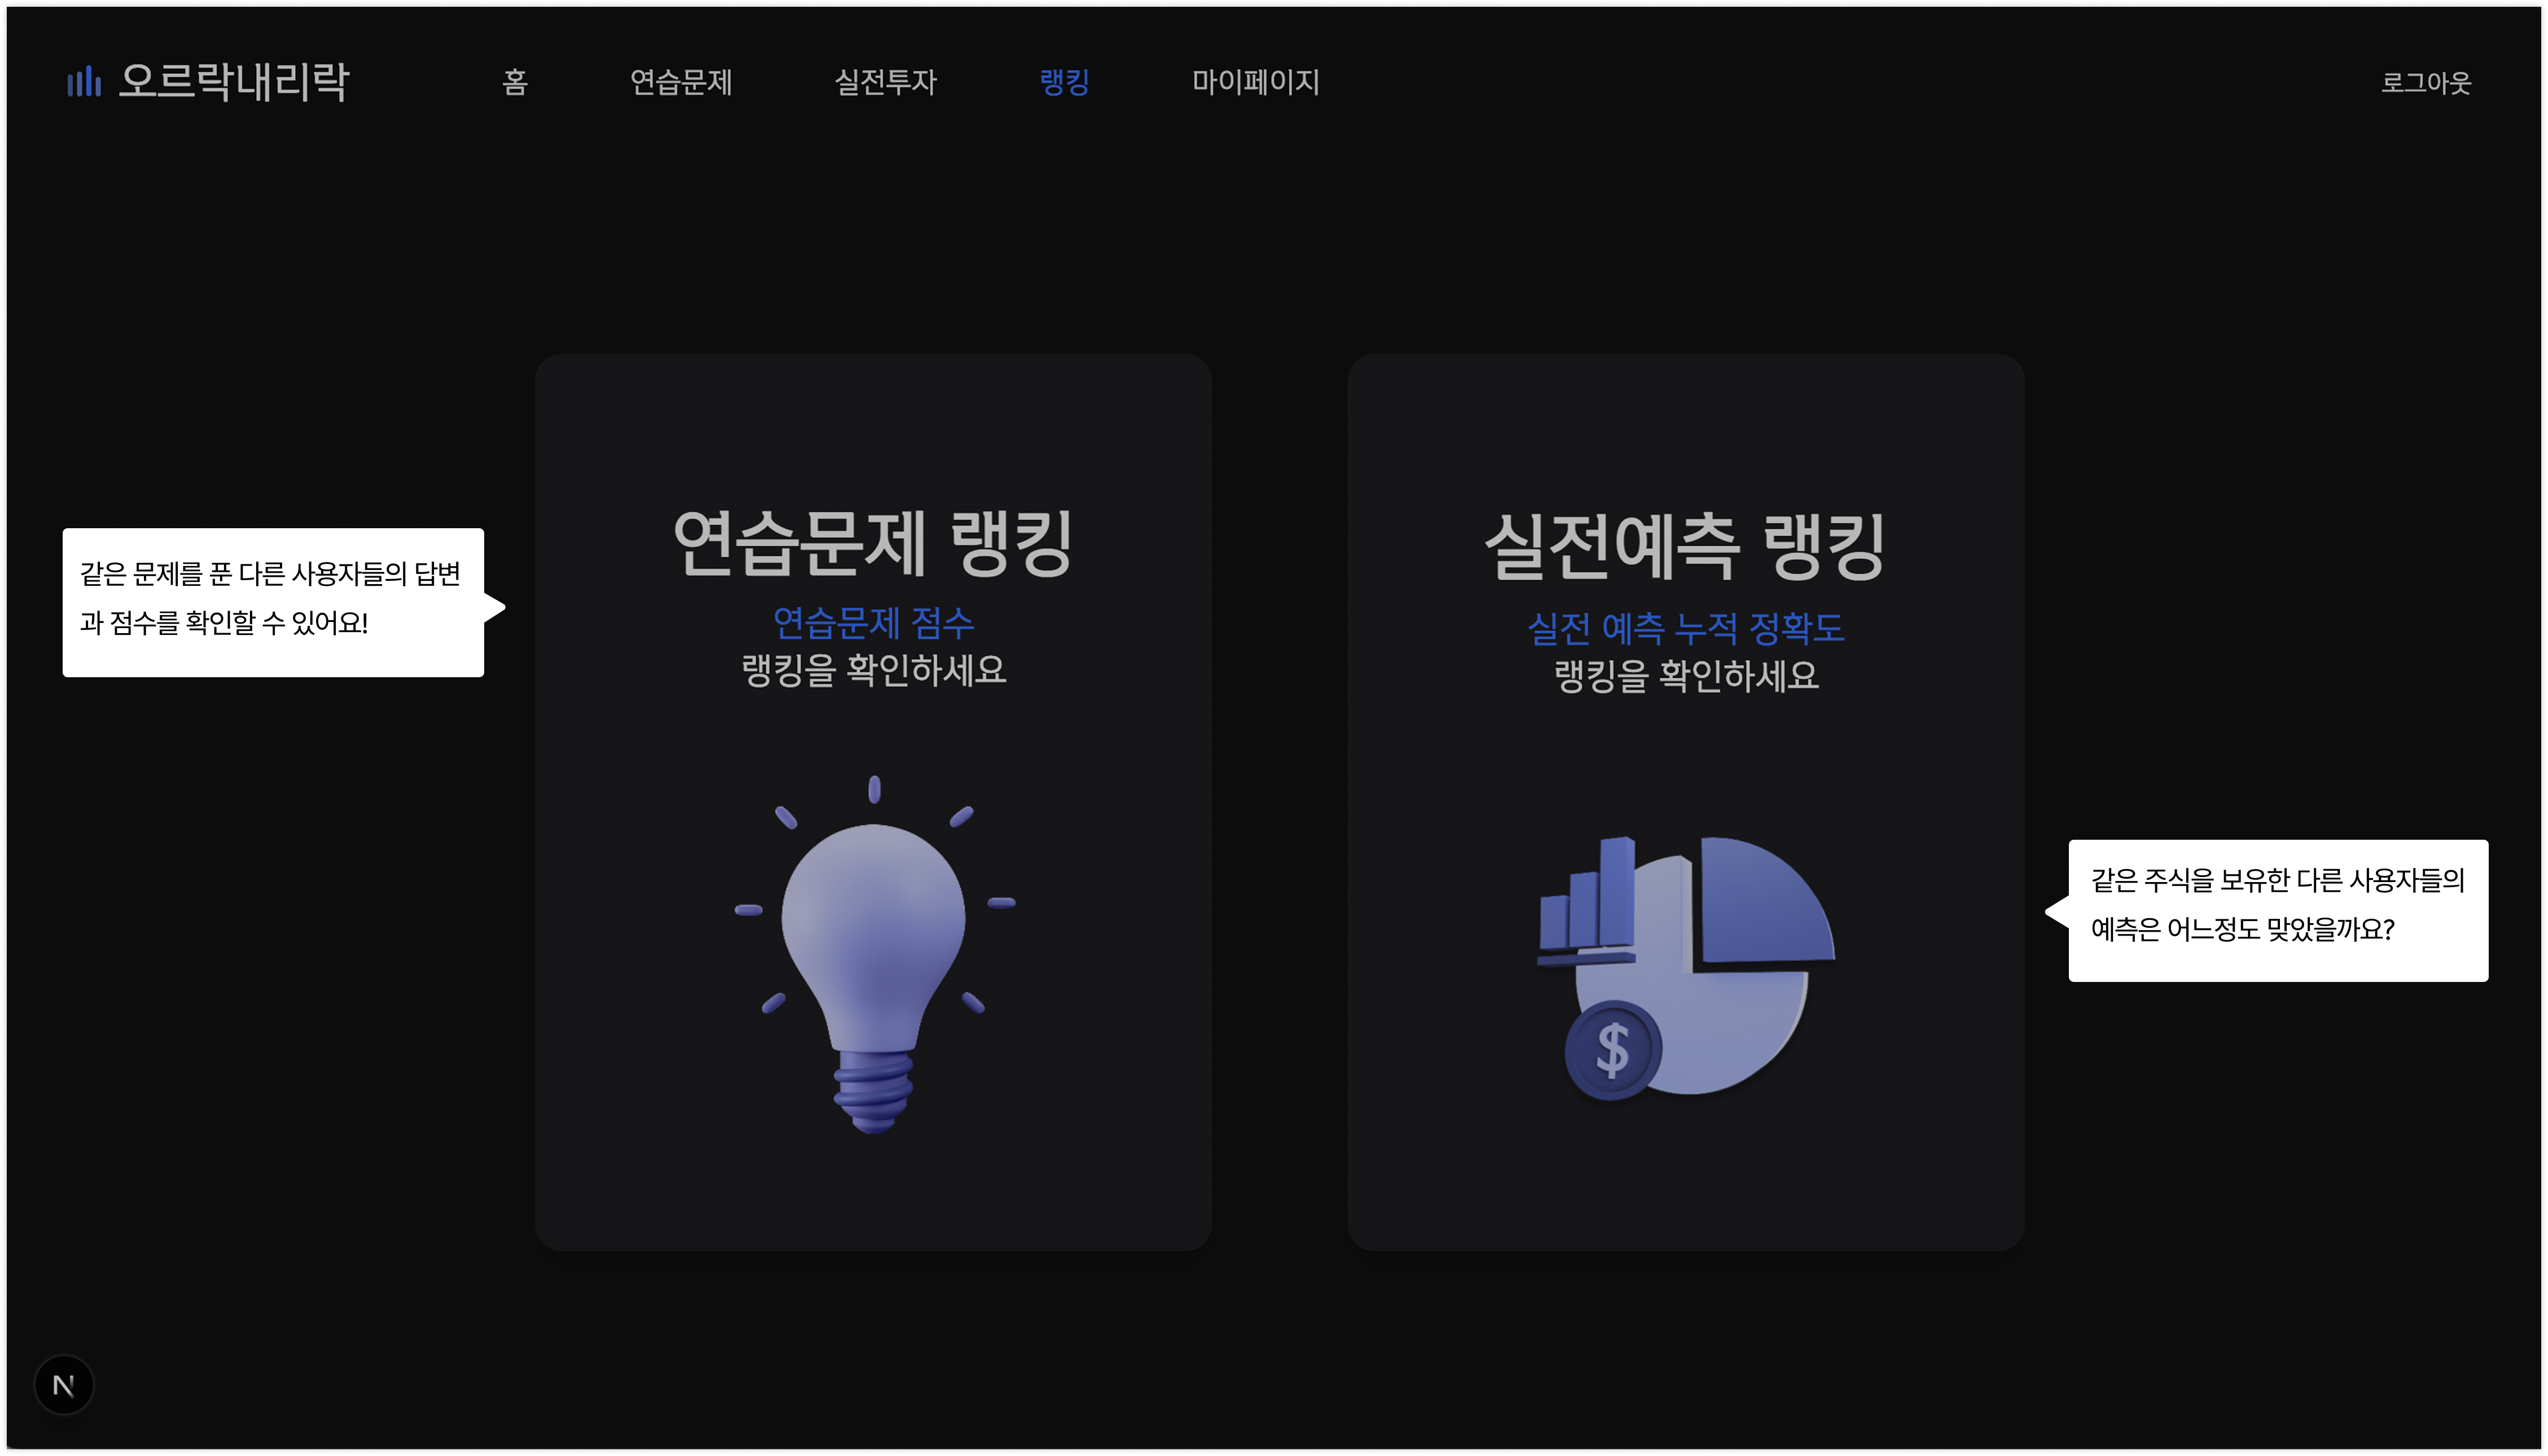 오르락내리락
홈
연습문제
실전투자
랭킹
마이페이지
로그아웃
같은 문제를 푼 다른 사용자들의 답변
과 점수를 확인할 수 있어요!
연습문제 랭킹
연습문제 점수
랭킹을 확인하세요
실전예측 랭킹
실전 예측 누적 정확도
랭킹을 확인하세요
$
같은 주식을 보유한 다른 사용자들의
예측은 어느정도 맞았을까요?
N